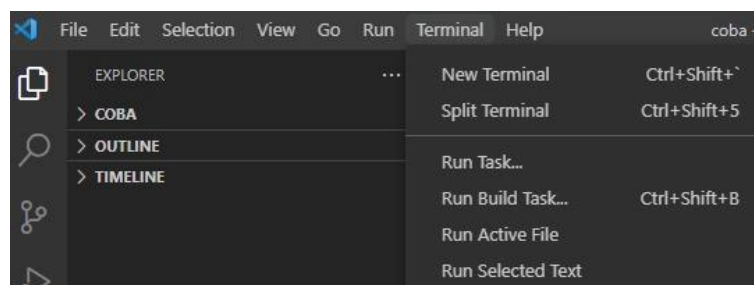 File Edit Selection View Go Run Terminal Help coba -
EXPLORER ...
COBA
OUTLINE
TIMELINE
New Terminal Ctrl+Shift+`
Split Terminal Ctrl+Shift+5
Run Task...
Run Build Task... Ctrl+Shift+B
Run Active File
Run Selected Text